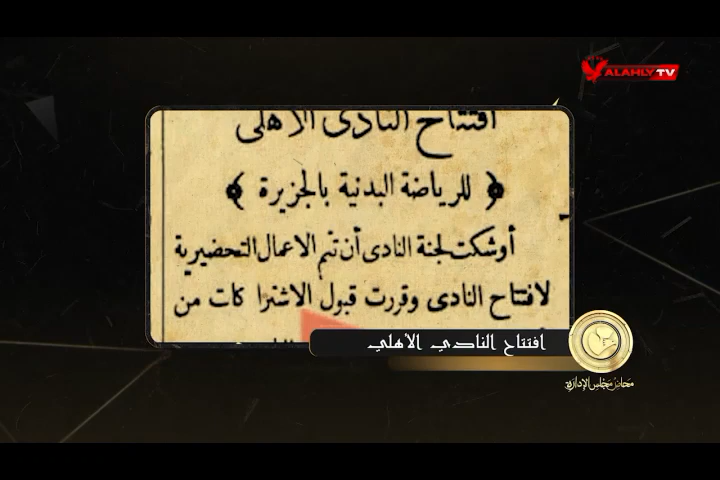 ALAHLY TV
افتتاح النادى الاهلى
﴿ للرياضة البدنية بالجزيرة ﴾
أوشكت لجنة النادى أن تتم الاعمال التحضيرية
لافتتاح النادى وقررت قبول الاشترا كات من
افتتاح النادي الأهلي
محاضر مجلس الإدارة